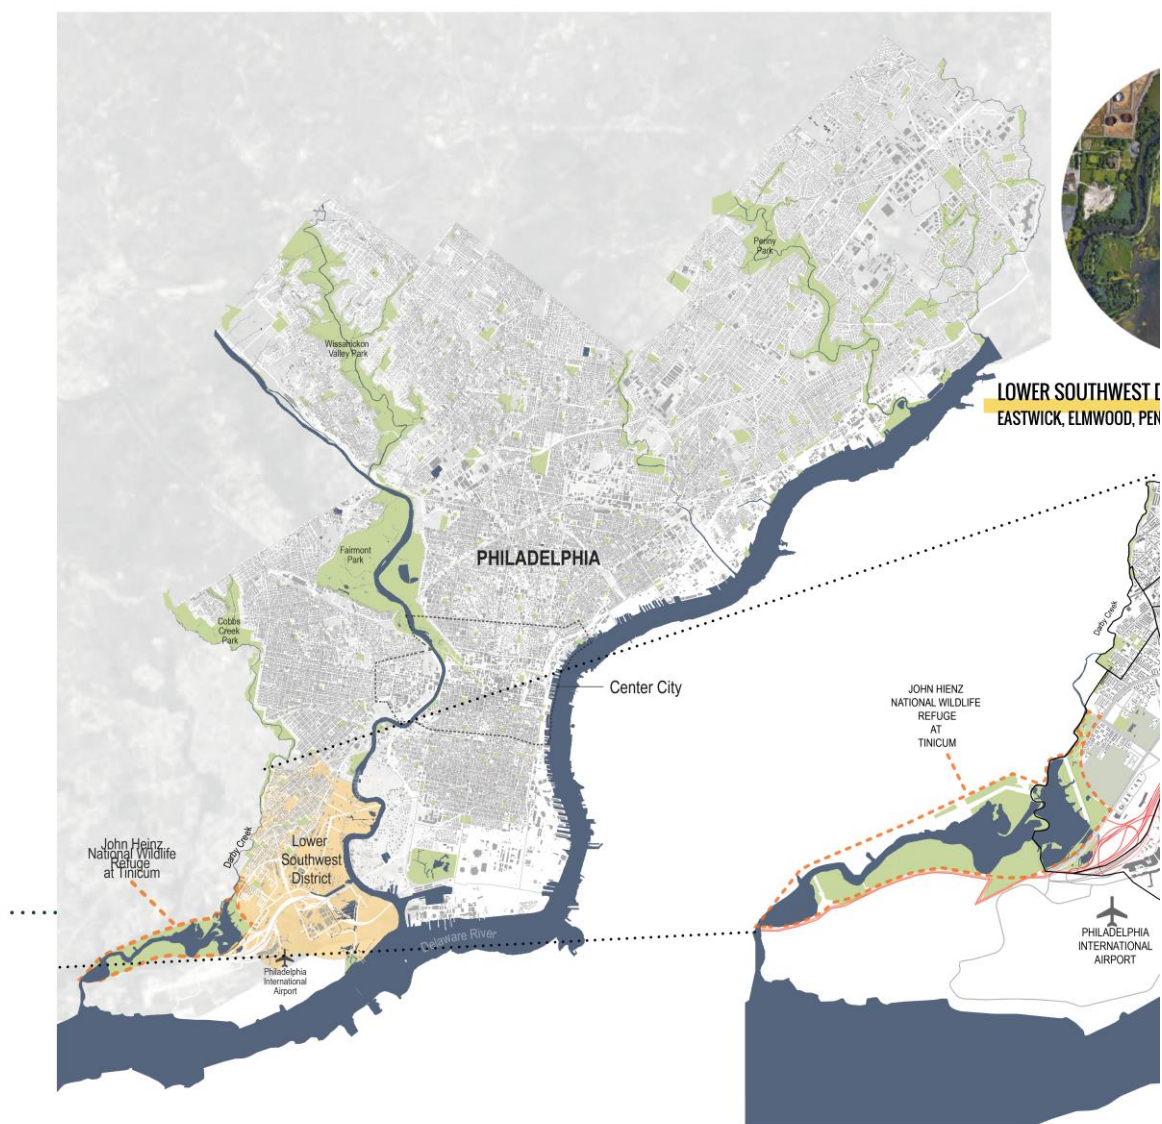 Penny
Park
Wissahickon
Valley Park
LOWER SOUTHWEST D
EASTWICK, ELMWOOD, PEN
Fairmont
Park
PHILADELPHIA
Cobbs
Creek
Park
Center City
Darby Creek
JOHN HIENZ
NATIONAL WILDLIFE
REFUGE
AT
TINICUM
Darby Creek
Lower
Southwest
District
John Heinz
National Wildlife
Refuge
at Tinicum
Delaware River
Philadelphia
International
Airport
PHILADELPHIA
INTERNATIONAL
AIRPORT